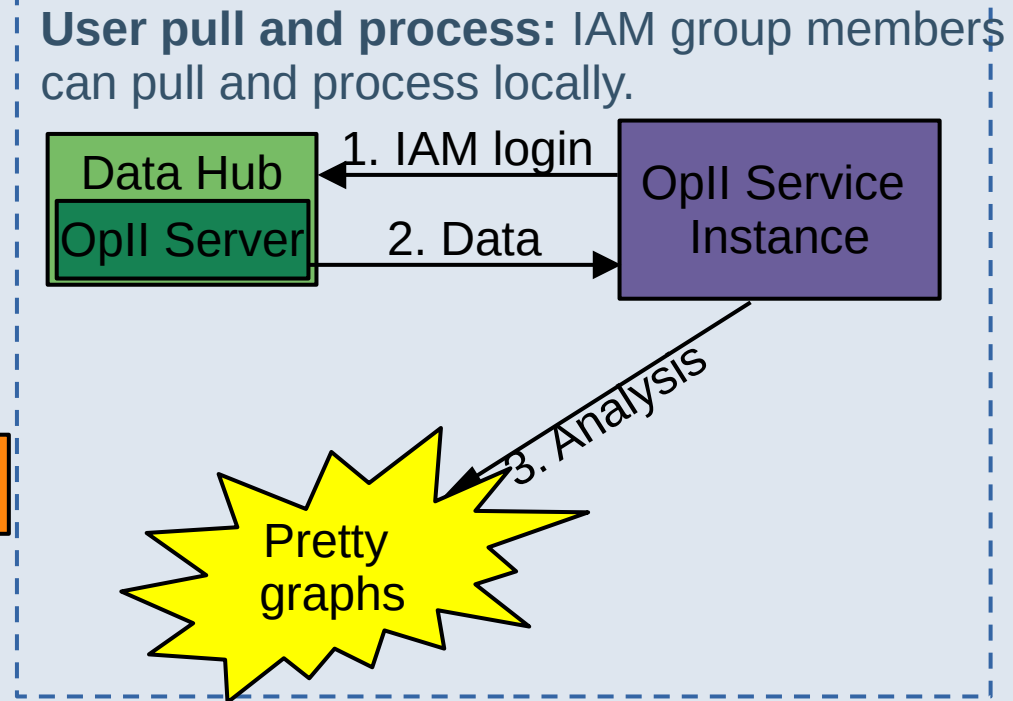 User pull and process: IAM group members
can pull and process locally.
1. IAM login
Data Hub
OpII Service
Instance
OpII Server
2. Data
3. Analysis
Pretty
graphs